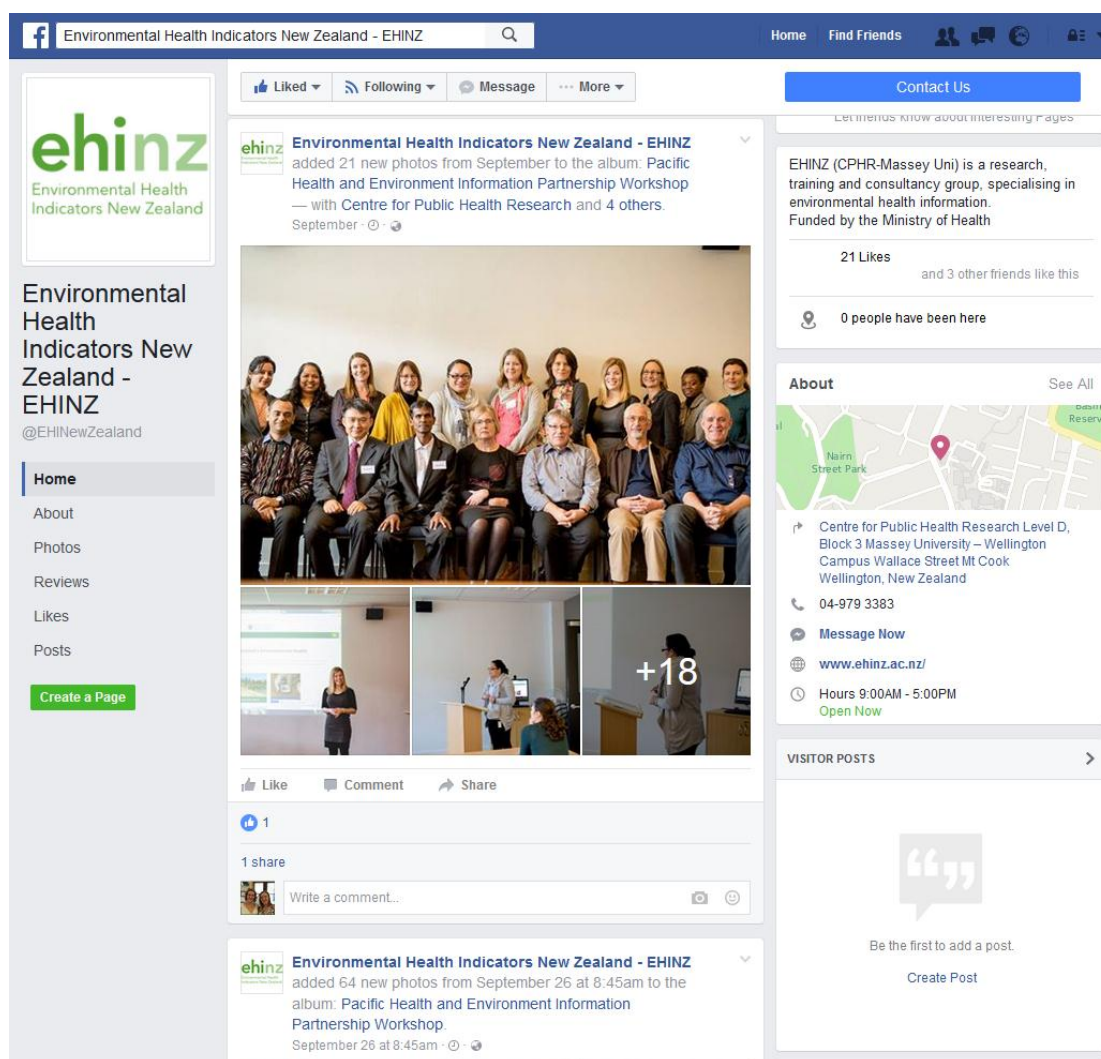 Environmental Health Indicators New Zealand - EHINZ
Home Find Friends
ehinz
Environmental Health
Indicators New Zealand
Environmental
Health
Indicators New
Zealand -
EHINZ
@EHINewZealand
Home
About
Photos
Reviews
Likes
Posts
Create a Page
Liked Following Message ... More
ehinz
Environmental Health Indicators New Zealand - EHINZ
added 21 new photos from September to the album: Pacific
Health and Environment Information Partnership Workshop
— with Centre for Public Health Research and 4 others.
September ·
+18
Like Comment Share
1
1 share
Write a comment...
ehinz
Environmental Health Indicators New Zealand - EHINZ
added 64 new photos from September 26 at 8:45am to the
album: Pacific Health and Environment Information
Partnership Workshop.
September 26 at 8:45am ·
Contact Us
Let friends know about interesting Pages
EHINZ (CPHR-Massey Uni) is a research,
training and consultancy group, specialising in
environmental health information.
Funded by the Ministry of Health
21 Likes
and 3 other friends like this
0 people have been here
About See All
Nairn
Street Park
Centre for Public Health Research Level D,
Block 3 Massey University – Wellington
Campus Wallace Street Mt Cook
Wellington, New Zealand
04-979 3383
Message Now
www.ehinz.ac.nz/
Hours 9:00AM - 5:00PM
Open Now
VISITOR POSTS
Be the first to add a post.
Create Post